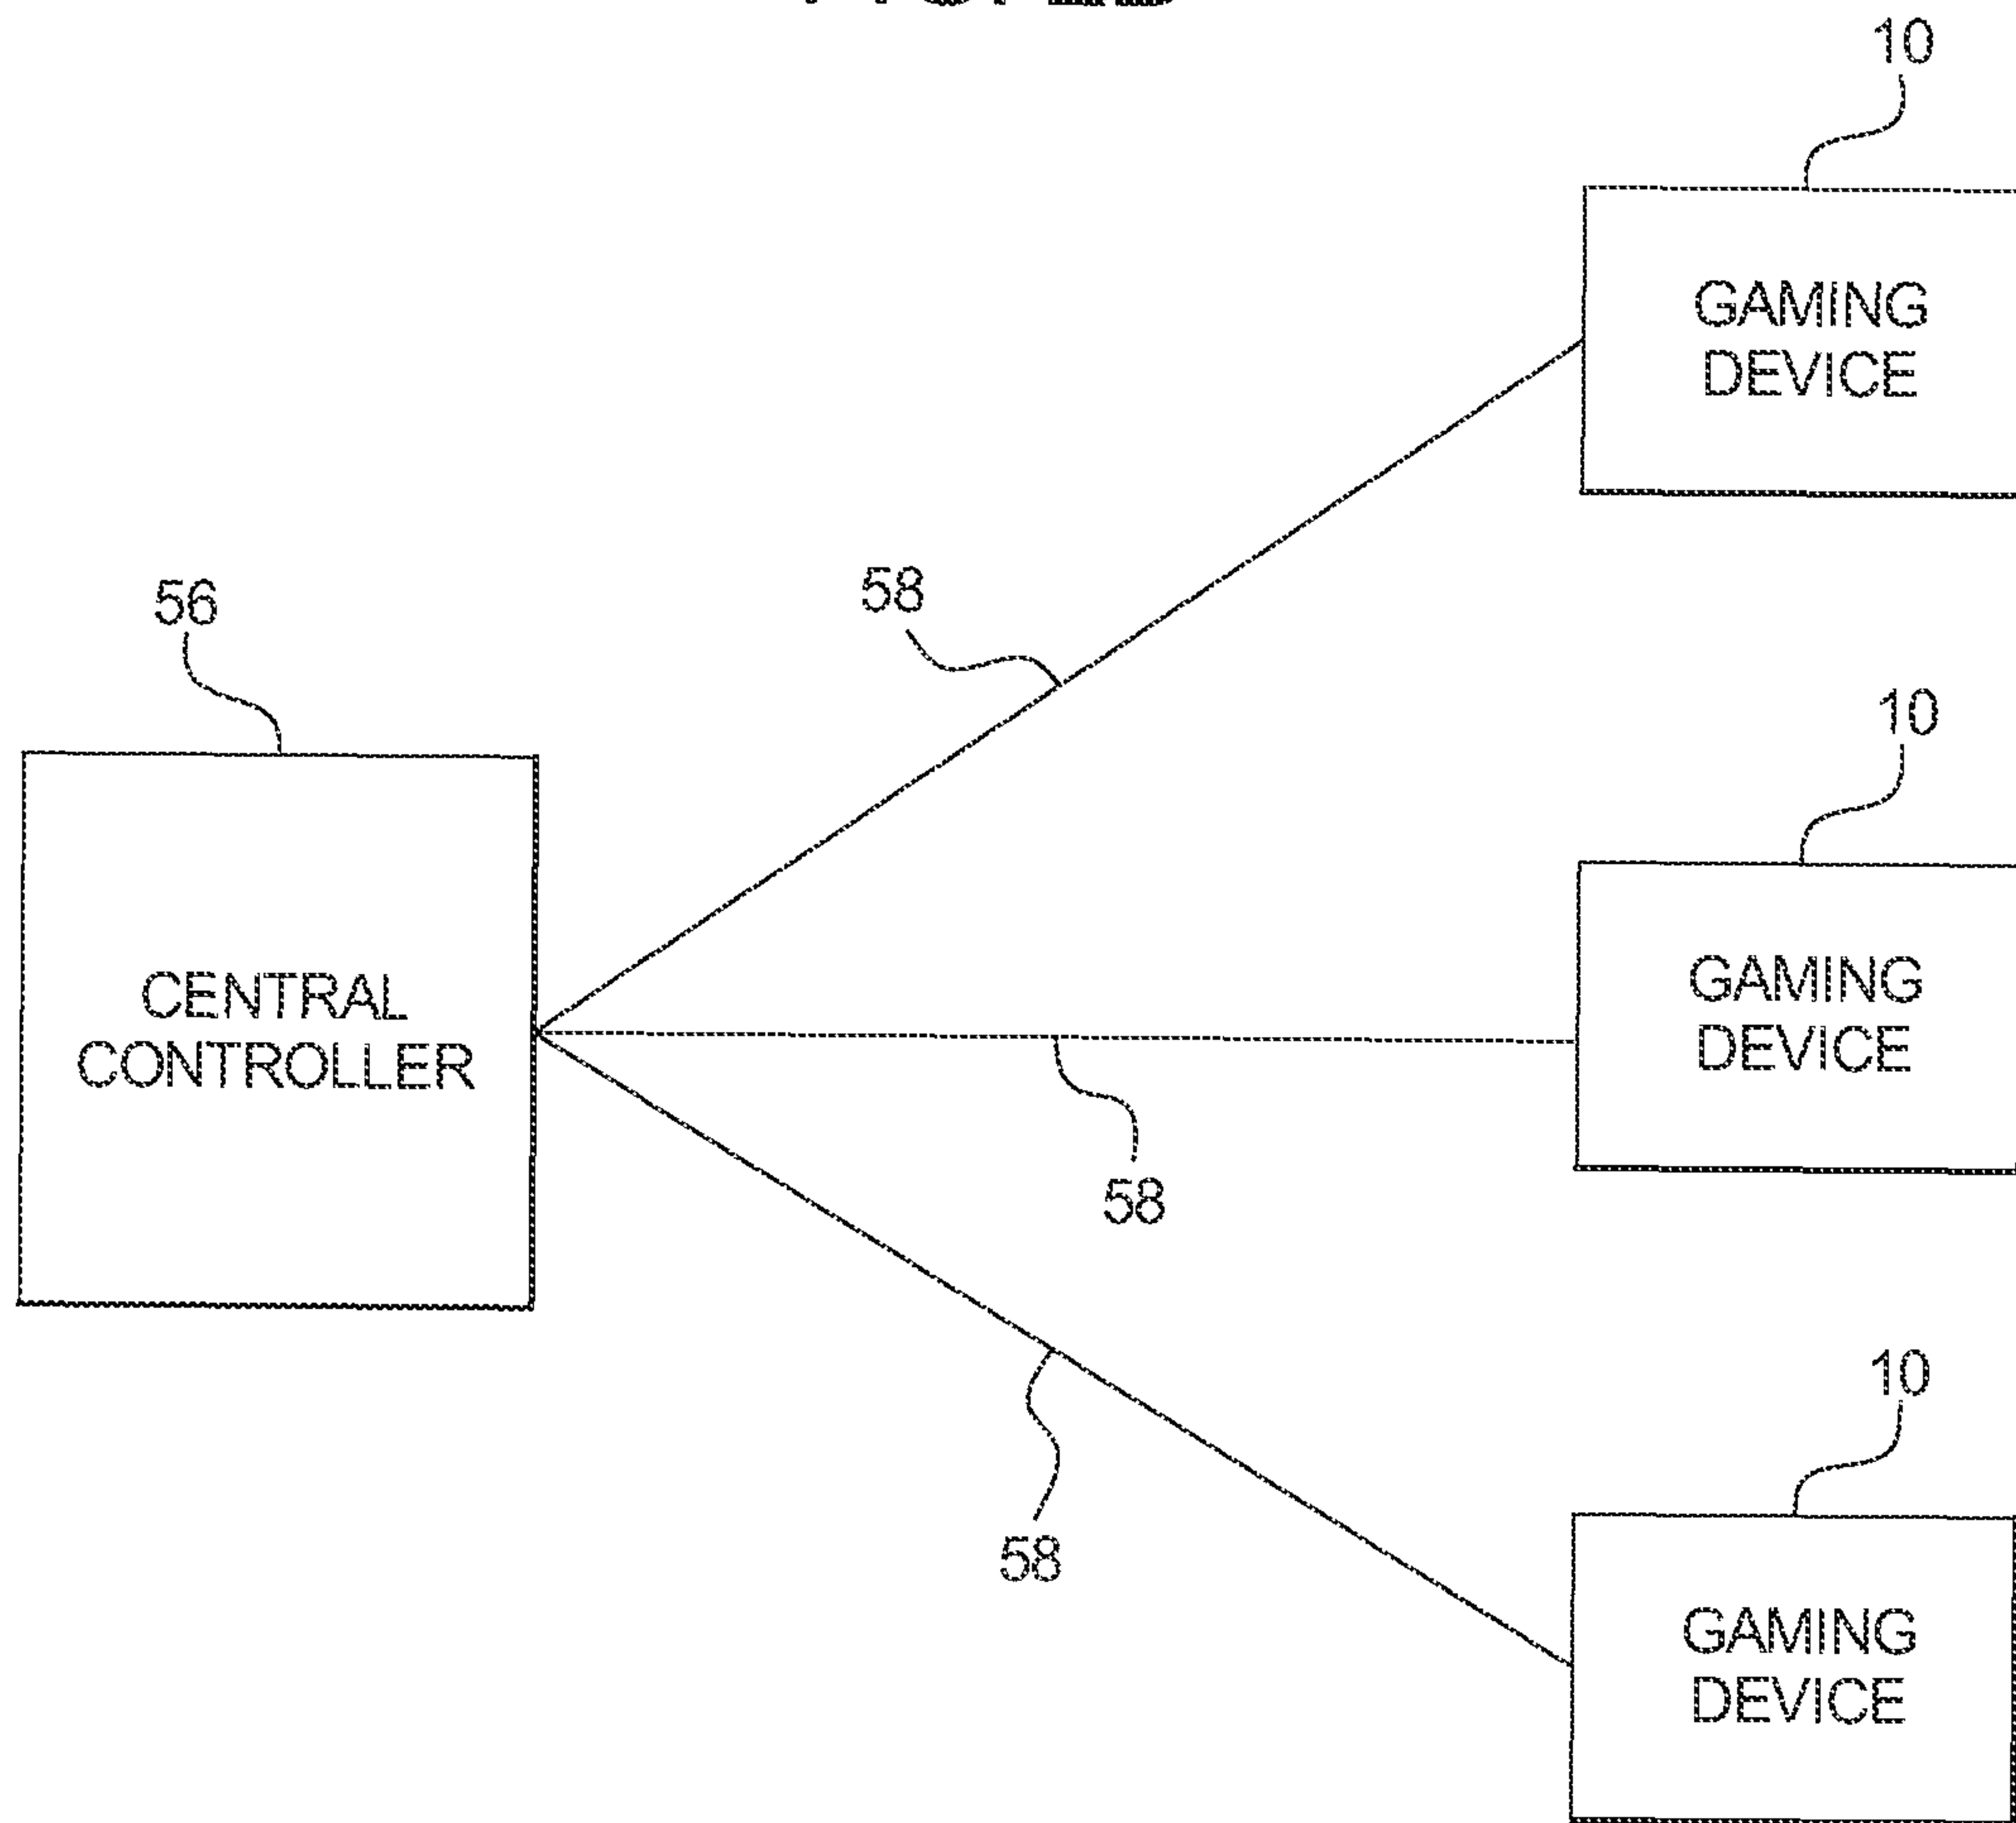 10
GAMING
DEVICE
56
58
10
CENTRAL
CONTROLLER
GAMING
DEVICE
58
10
58
GAMING
DEVICE